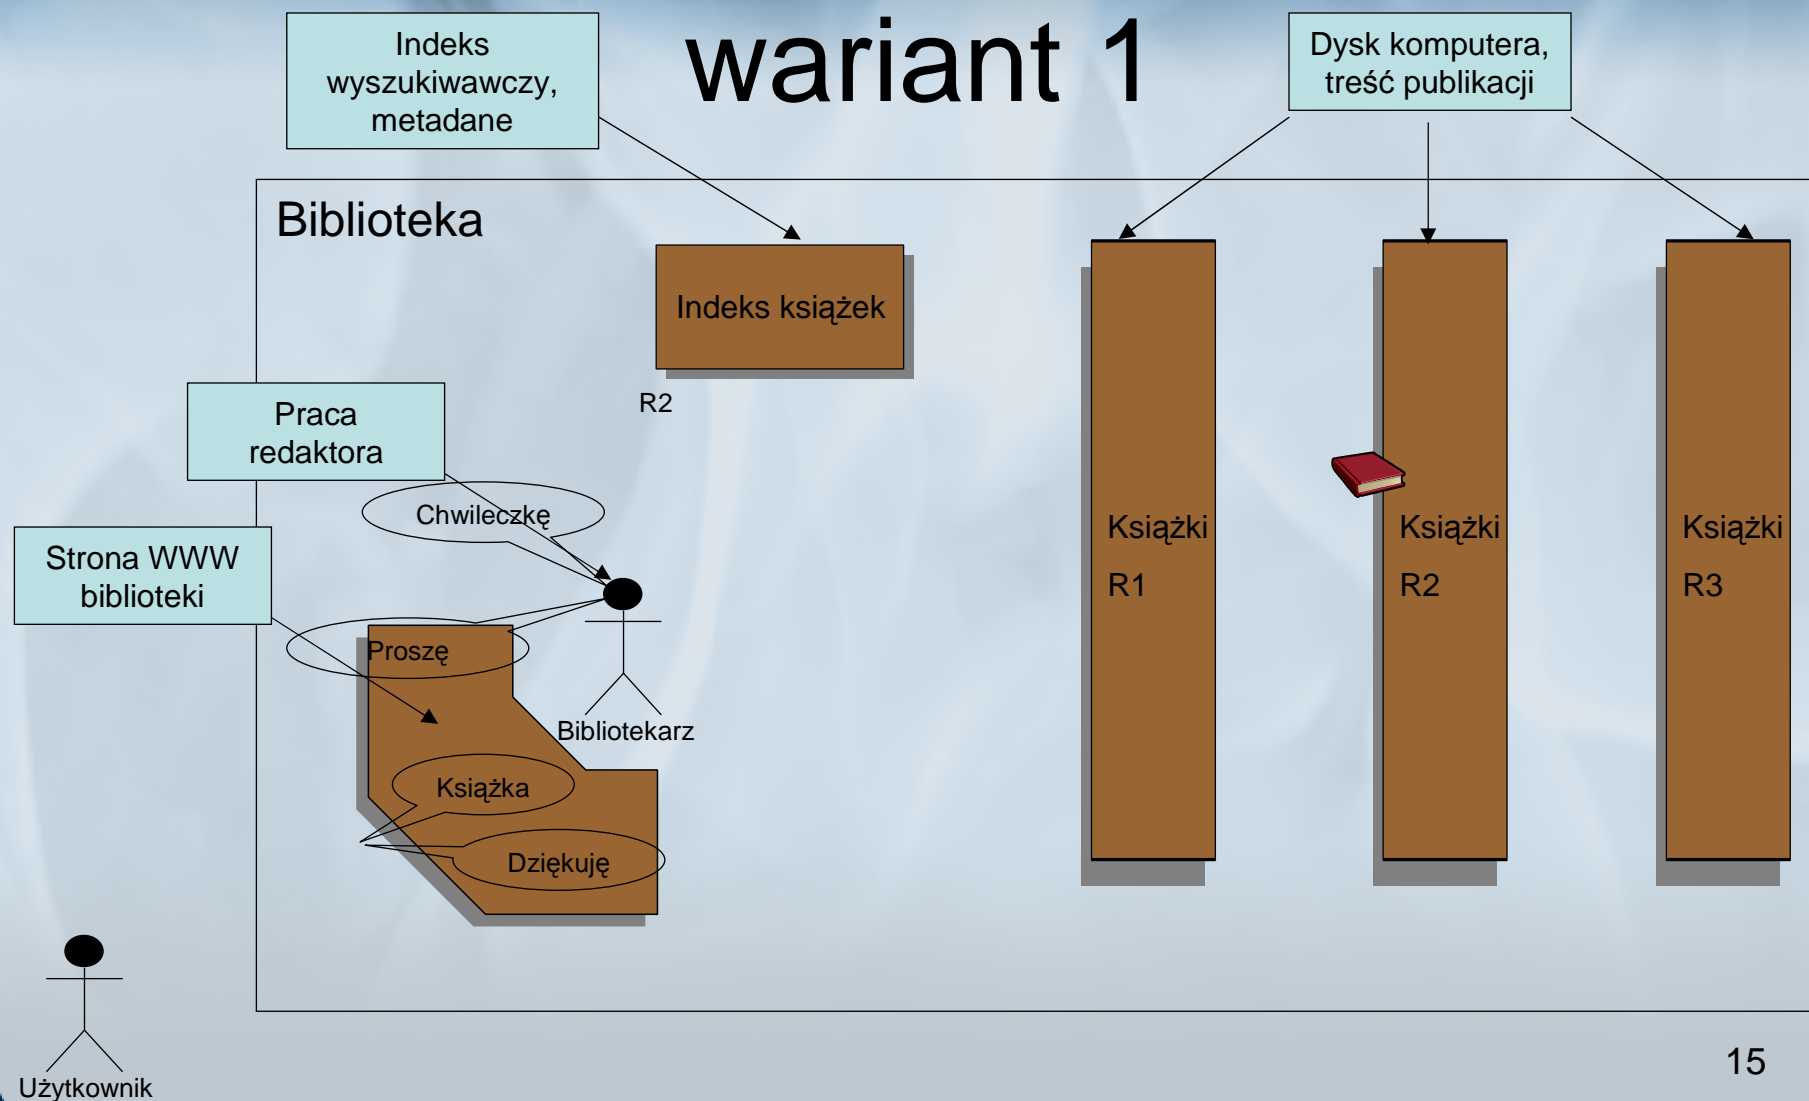 wariant 1
Indeks
wyszukiwawczy,
metadane
Dysk komputera,
treść publikacji
Biblioteka
Indeks książek
R2
Praca
redaktora
Chwileczkę
Strona WWW
biblioteki
Proszę
Bibliotekarz
Książka
Dziękuję
Książki
R1
Książki
R2
Książki
R3
Użytkownik
15